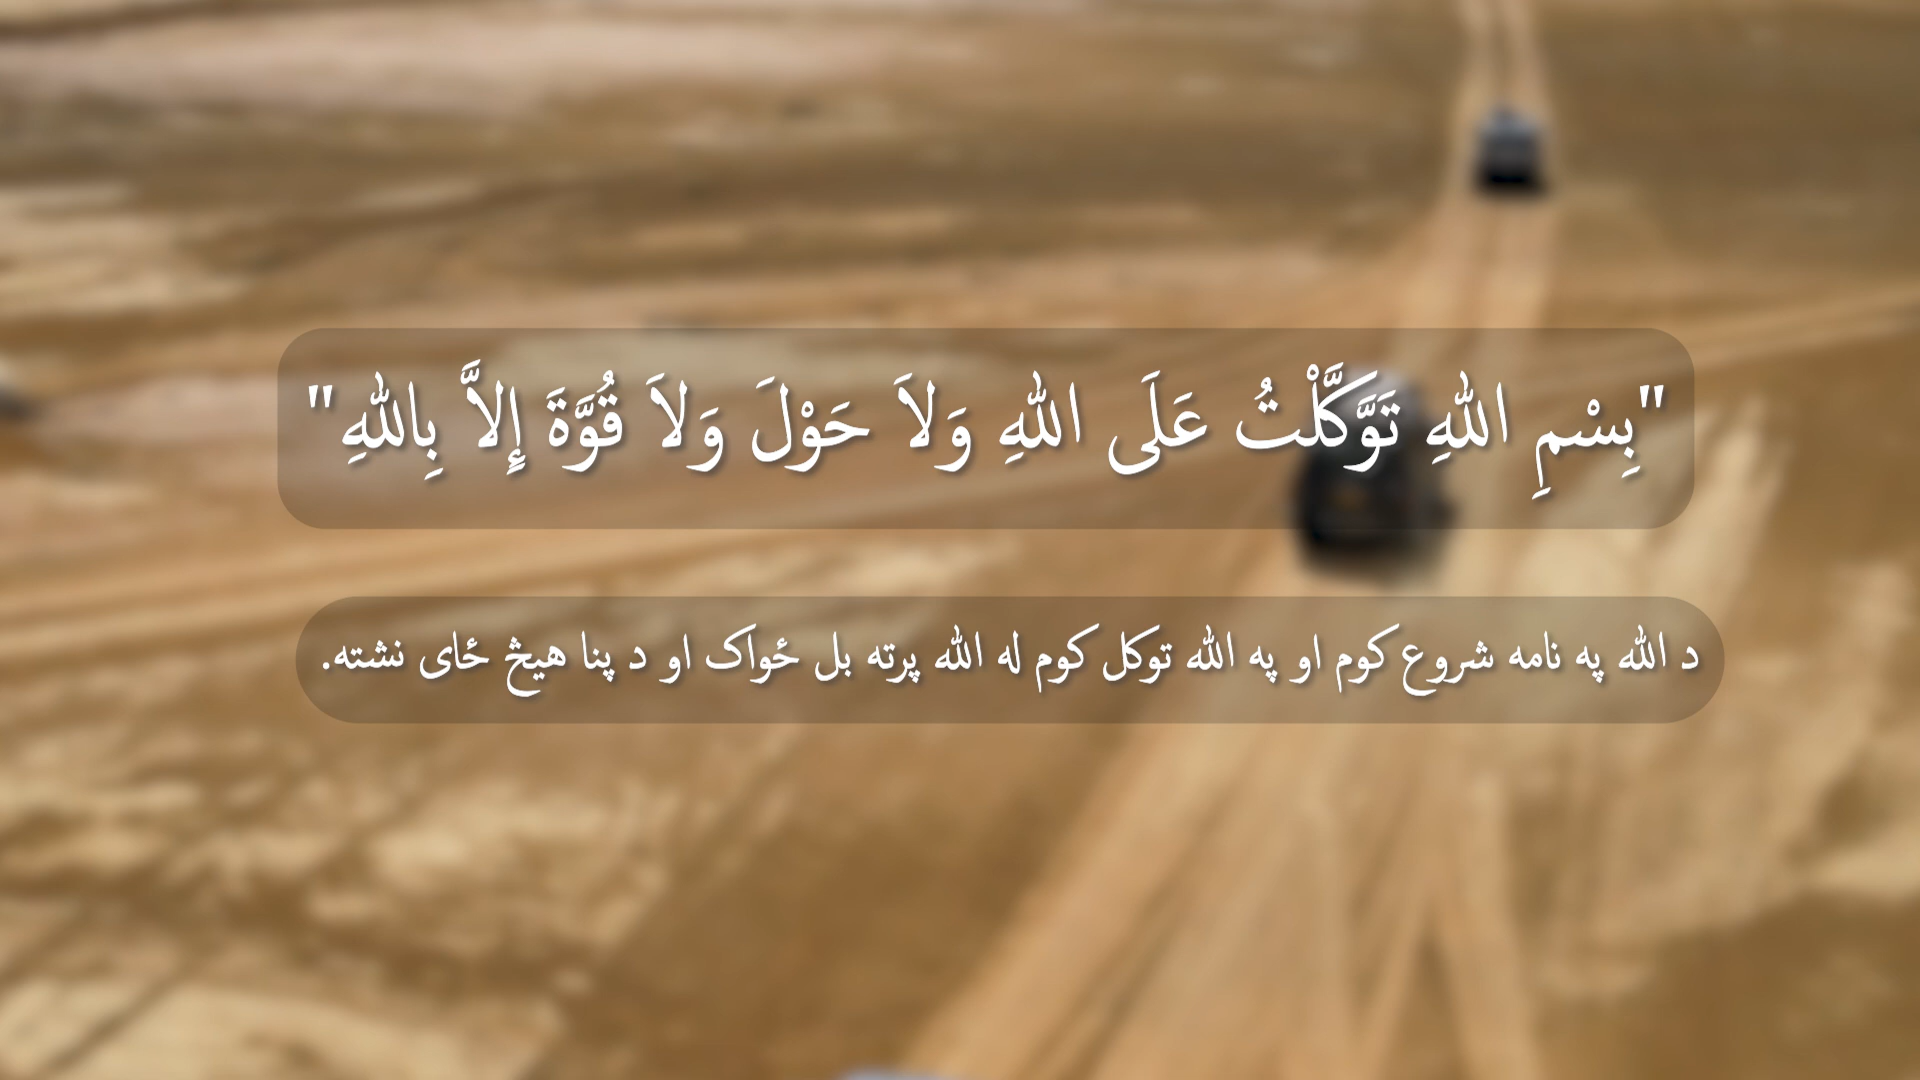 "بِسْمِ اللهِ تَوَّكَّلْتُ عَلَى اللهِ وَلاَ حَوْلَ وَلاَ قُوَّةَ إِلاَّ بِاللهِ"
د الله په نامه شروع کوم او په الله توکل کوم له الله پرته بل ځواک او د پنا هیڅ ځای نشته.